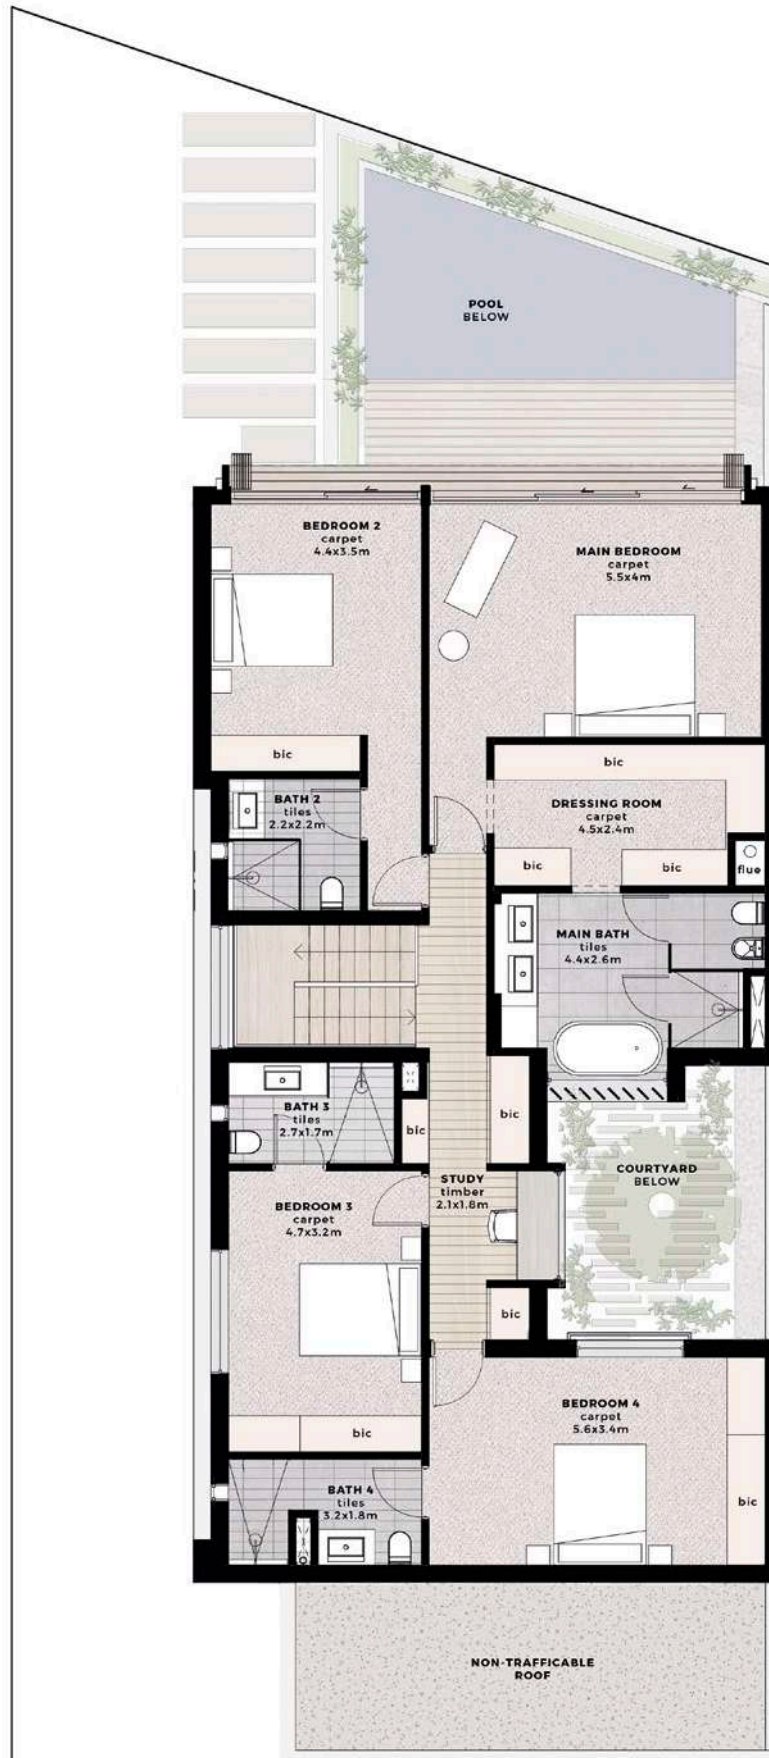 POOL
BELOW
BEDROOM 2
carpet
4.4x3.5m
MAIN BEDROOM
carpet
5.5x4m
bic
bic
BATH 2
tiles
2.2x2.2m
DRESSING ROOM
carpet
4.5x2.4m
bic
bic
flue
MAIN BATH
tiles
4.4x2.6m
BATH 3
tiles
2.7x1.7m
bic
bic
COURTYARD
BELOW
STUDY
timber
2.1x1.8m
BEDROOM 3
carpet
4.7x3.2m
bic
bic
BEDROOM 4
carpet
5.6x3.4m
bic
BATH 4
tiles
3.2x1.8m
NON-TRAFFICABLE
ROOF